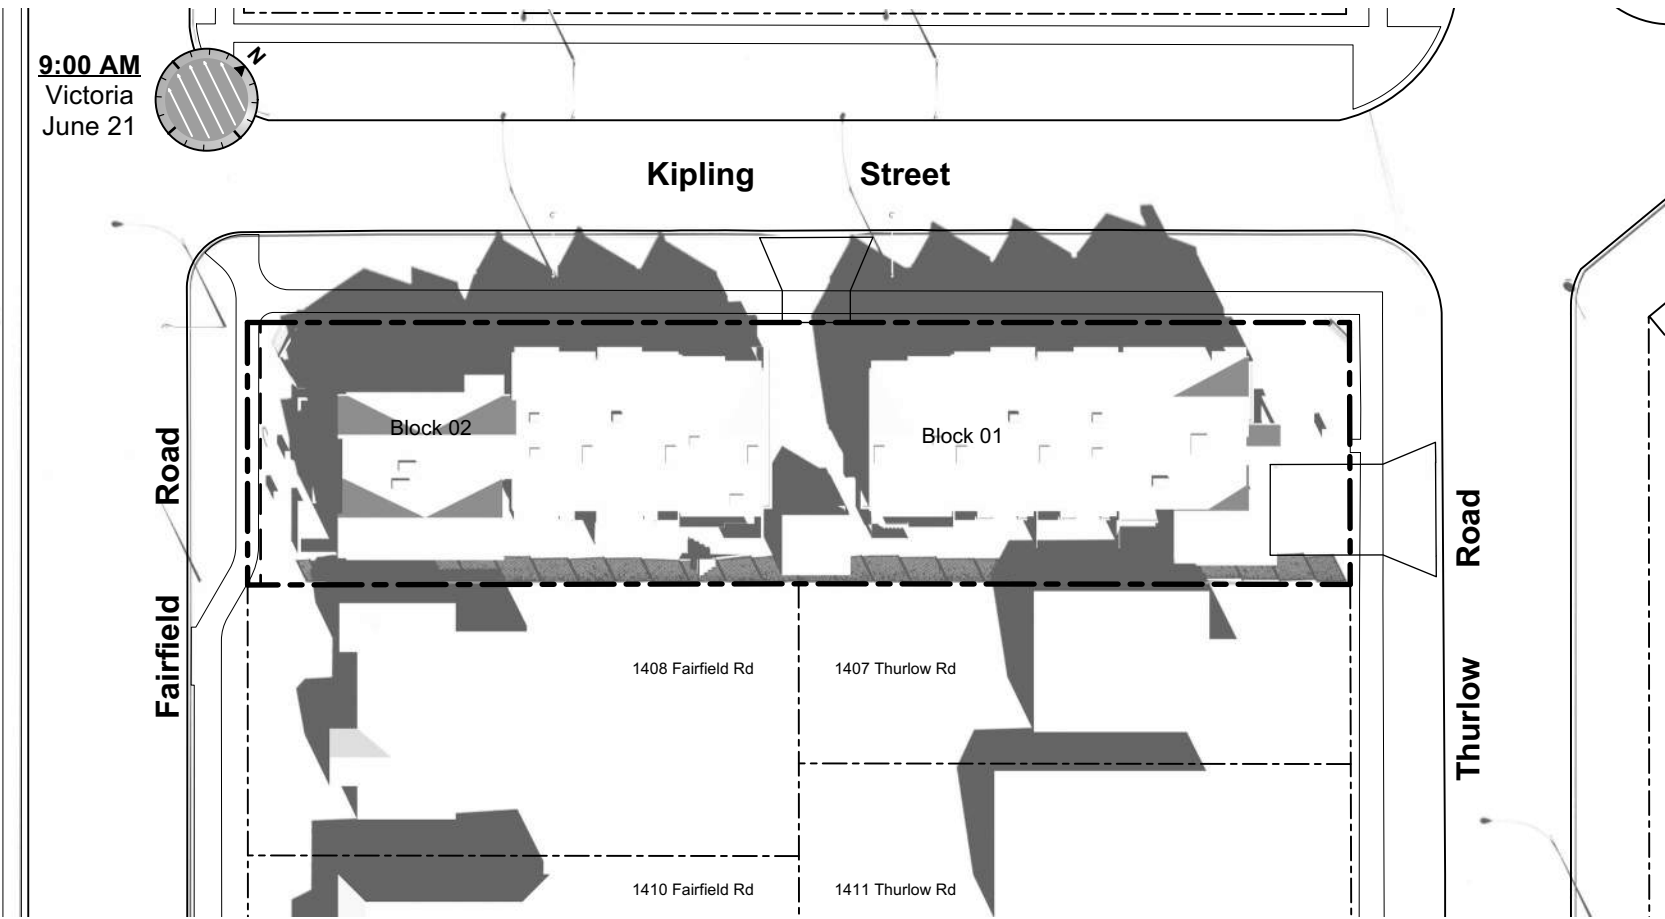 9:00 AM
Victoria
June 21
N
Kipling Street
Block 02
Block 01
Fairfield Road
Thurlow Road
1408 Fairfield Rd
1407 Thurlow Rd
1410 Fairfield Rd
1411 Thurlow Rd